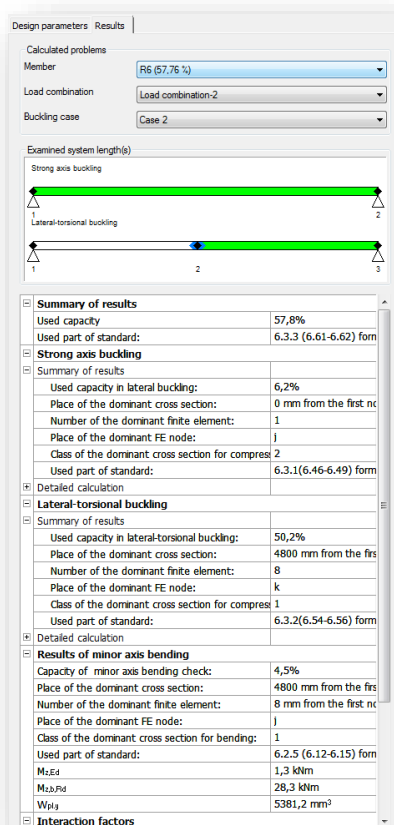 Design parameters Results
Calculated problems
Member R6 (57,76 %)
Load combination Load combination-2
Buckling case Case 2
Examined system length(s)
Strong axis buckling
1 2
Lateral-torsional buckling
1 2 3
Summary of results
Used capacity 57,8%
Used part of standard: 6.3.3 (6.61-6.62) form
Strong axis buckling
Summary of results
Used capacity in lateral buckling: 6,2%
Place of the dominant cross section: 0 mm from the first no
Number of the dominant finite element: 1
Place of the dominant FE node: j
Class of the dominant cross section for compress 2
Used part of standard: 6.3.1(6.46-6.49) form
Detailed calculation
Lateral-torsional buckling
Summary of results
Used capacity in lateral-torsional buckling: 50,2%
Place of the dominant cross section: 4800 mm from the firs
Number of the dominant finite element: 8
Place of the dominant FE node: k
Class of the dominant cross section for compress 1
Used part of standard: 6.3.2(6.54-6.56) form
Detailed calculation
Results of minor axis bending
Capacity of minor axis bending check: 4,5%
Place of the dominant cross section: 4800 mm from the firs
Number of the dominant finite element: 8 mm from the first no
Place of the dominant FE node: j
Class of the dominant cross section for bending: 1
Used part of standard: 6.2.5 (6.12-6.15) form
Mz,Ed 1,3 kNm
Mz,b,Rd 28,3 kNm
Wpl,y 5381,2 mm³
Interaction factors